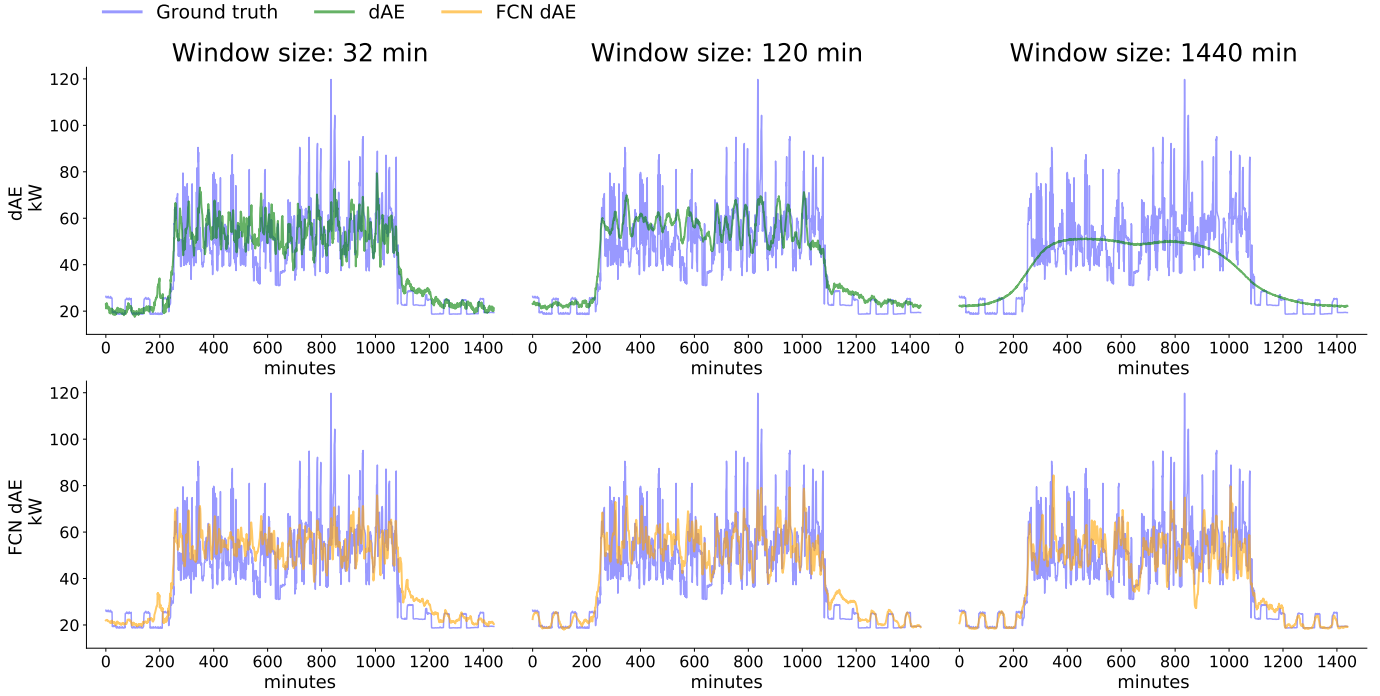 Ground truth dAE FCN dAE
Window size: 32 min Window size: 120 min Window size: 1440 min
dAE
kW
120
100
80
60
40
20
0 200 400 600 800 1000 1200 1400 0 200 400 600 800 1000 1200 1400 0 200 400 600 800 1000 1200 1400
minutes minutes minutes
FCN dAE
kW
120
100
80
60
40
20
0 200 400 600 800 1000 1200 1400 0 200 400 600 800 1000 1200 1400 0 200 400 600 800 1000 1200 1400
minutes minutes minutes